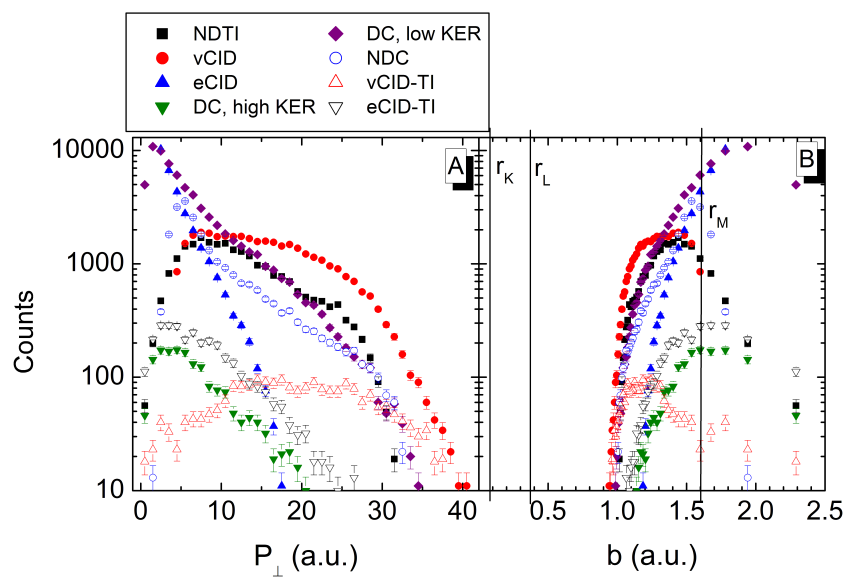 NDTI
vCID
eCID
DC, high KER
DC, low KER
NDC
vCID-TI
eCID-TI
10000
1000
100
10
Counts
A
r_K
r_L
B
r_M
0 10 20 30 40
0.5 1.0 1.5 2.0 2.5
P⊥ (a.u.)
b (a.u.)